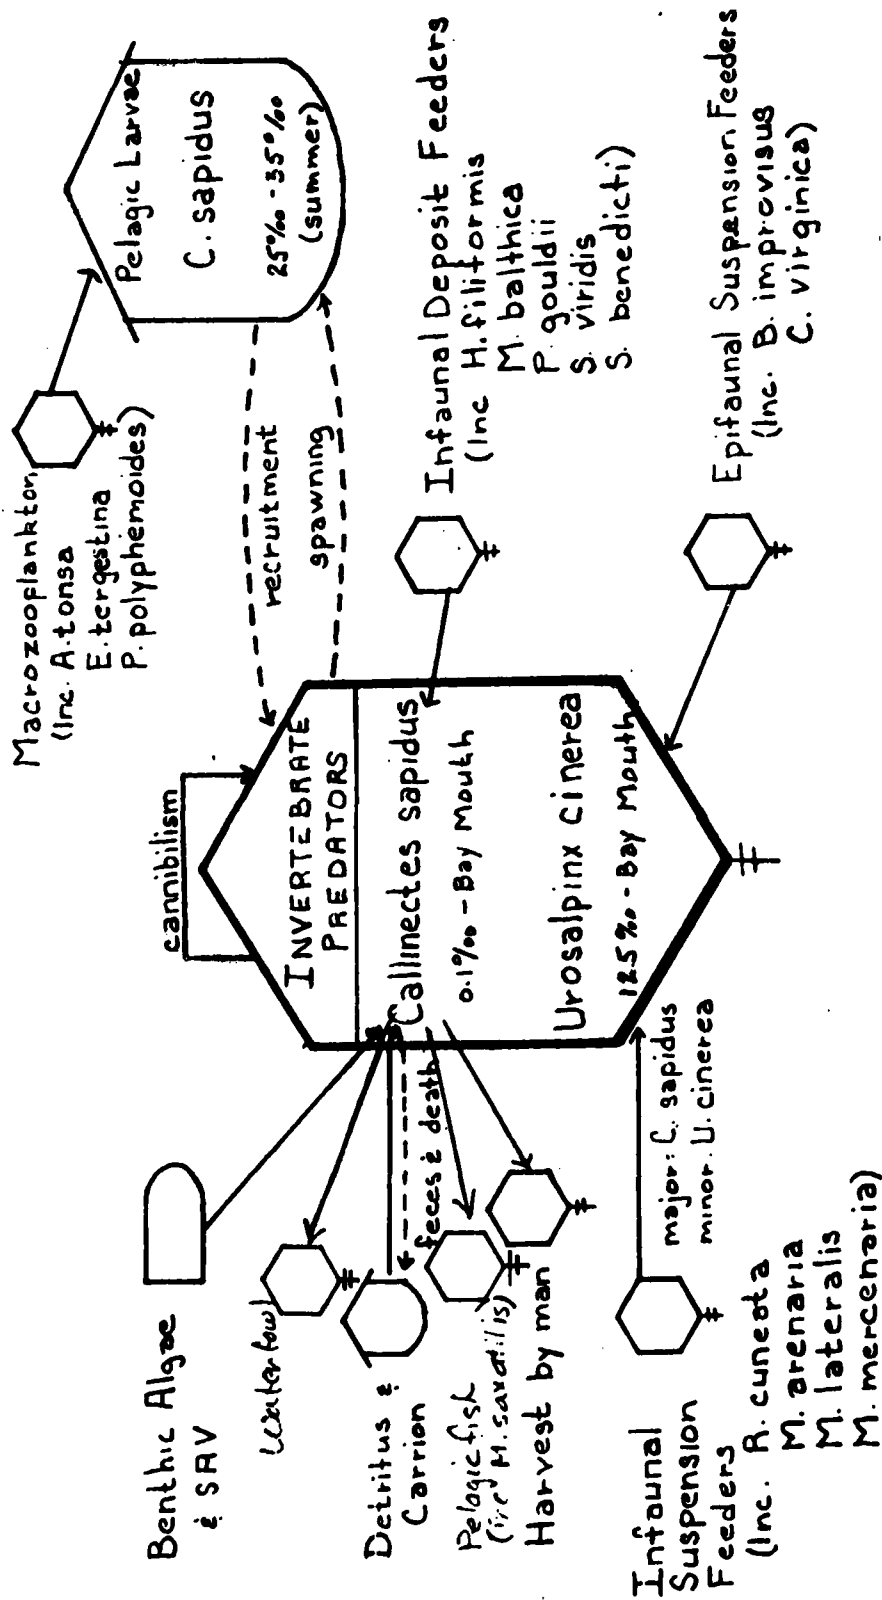 Benthic Algae
& SAV
Waterfowl
Detritus &
Carrion
Pelagic fish
(inc. M. saxatilis)
Harvest by man
Infaunal
Suspension
Feeders
(Inc. R. cuneata
M. arenaria
M. lateralis
M. mercenaria)
feces & death
major: C. sapidus
minor: U. cinerea
cannibilism
INVERTEBRATE
PREDATORS
Callinectes sapidus
0.1‰ - Bay Mouth
Urosalpinx cinerea
12.5‰ - Bay Mouth
recruitment
spawning
Macrozooplankton
(Inc. A. tonsa
E. tergestina
P. polyphemoides)
Pelagic Larvae
C. sapidus
25‰ - 35‰
(summer)
Infaunal Deposit Feeders
(Inc H. filiformis
M. balthica
P. gouldii
S. viridis
S. benedicti)
Epifaunal Suspension Feeders
(Inc. B. improvisus
C. virginica)